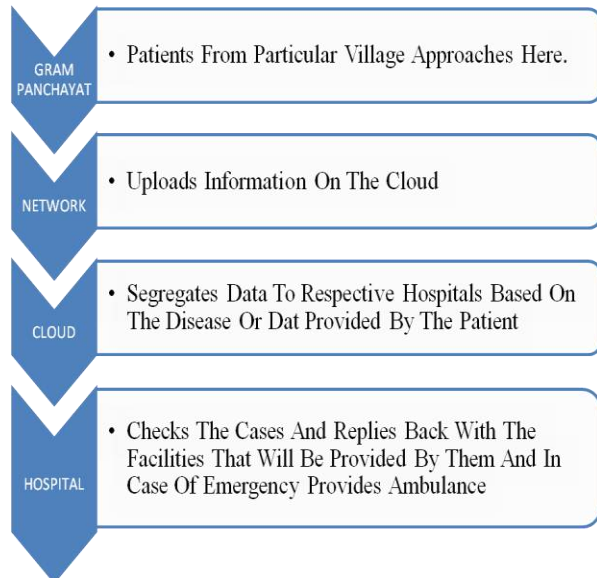 GRAM
PANCHAYAT
• Patients From Particular Village Approaches Here.
NETWORK
• Uploads Information On The Cloud
CLOUD
• Segregates Data To Respective Hospitals Based On
The Disease Or Dat Provided By The Patient
HOSPITAL
• Checks The Cases And Replies Back With The
Facilities That Will Be Provided By Them And In
Case Of Emergency Provides Ambulance